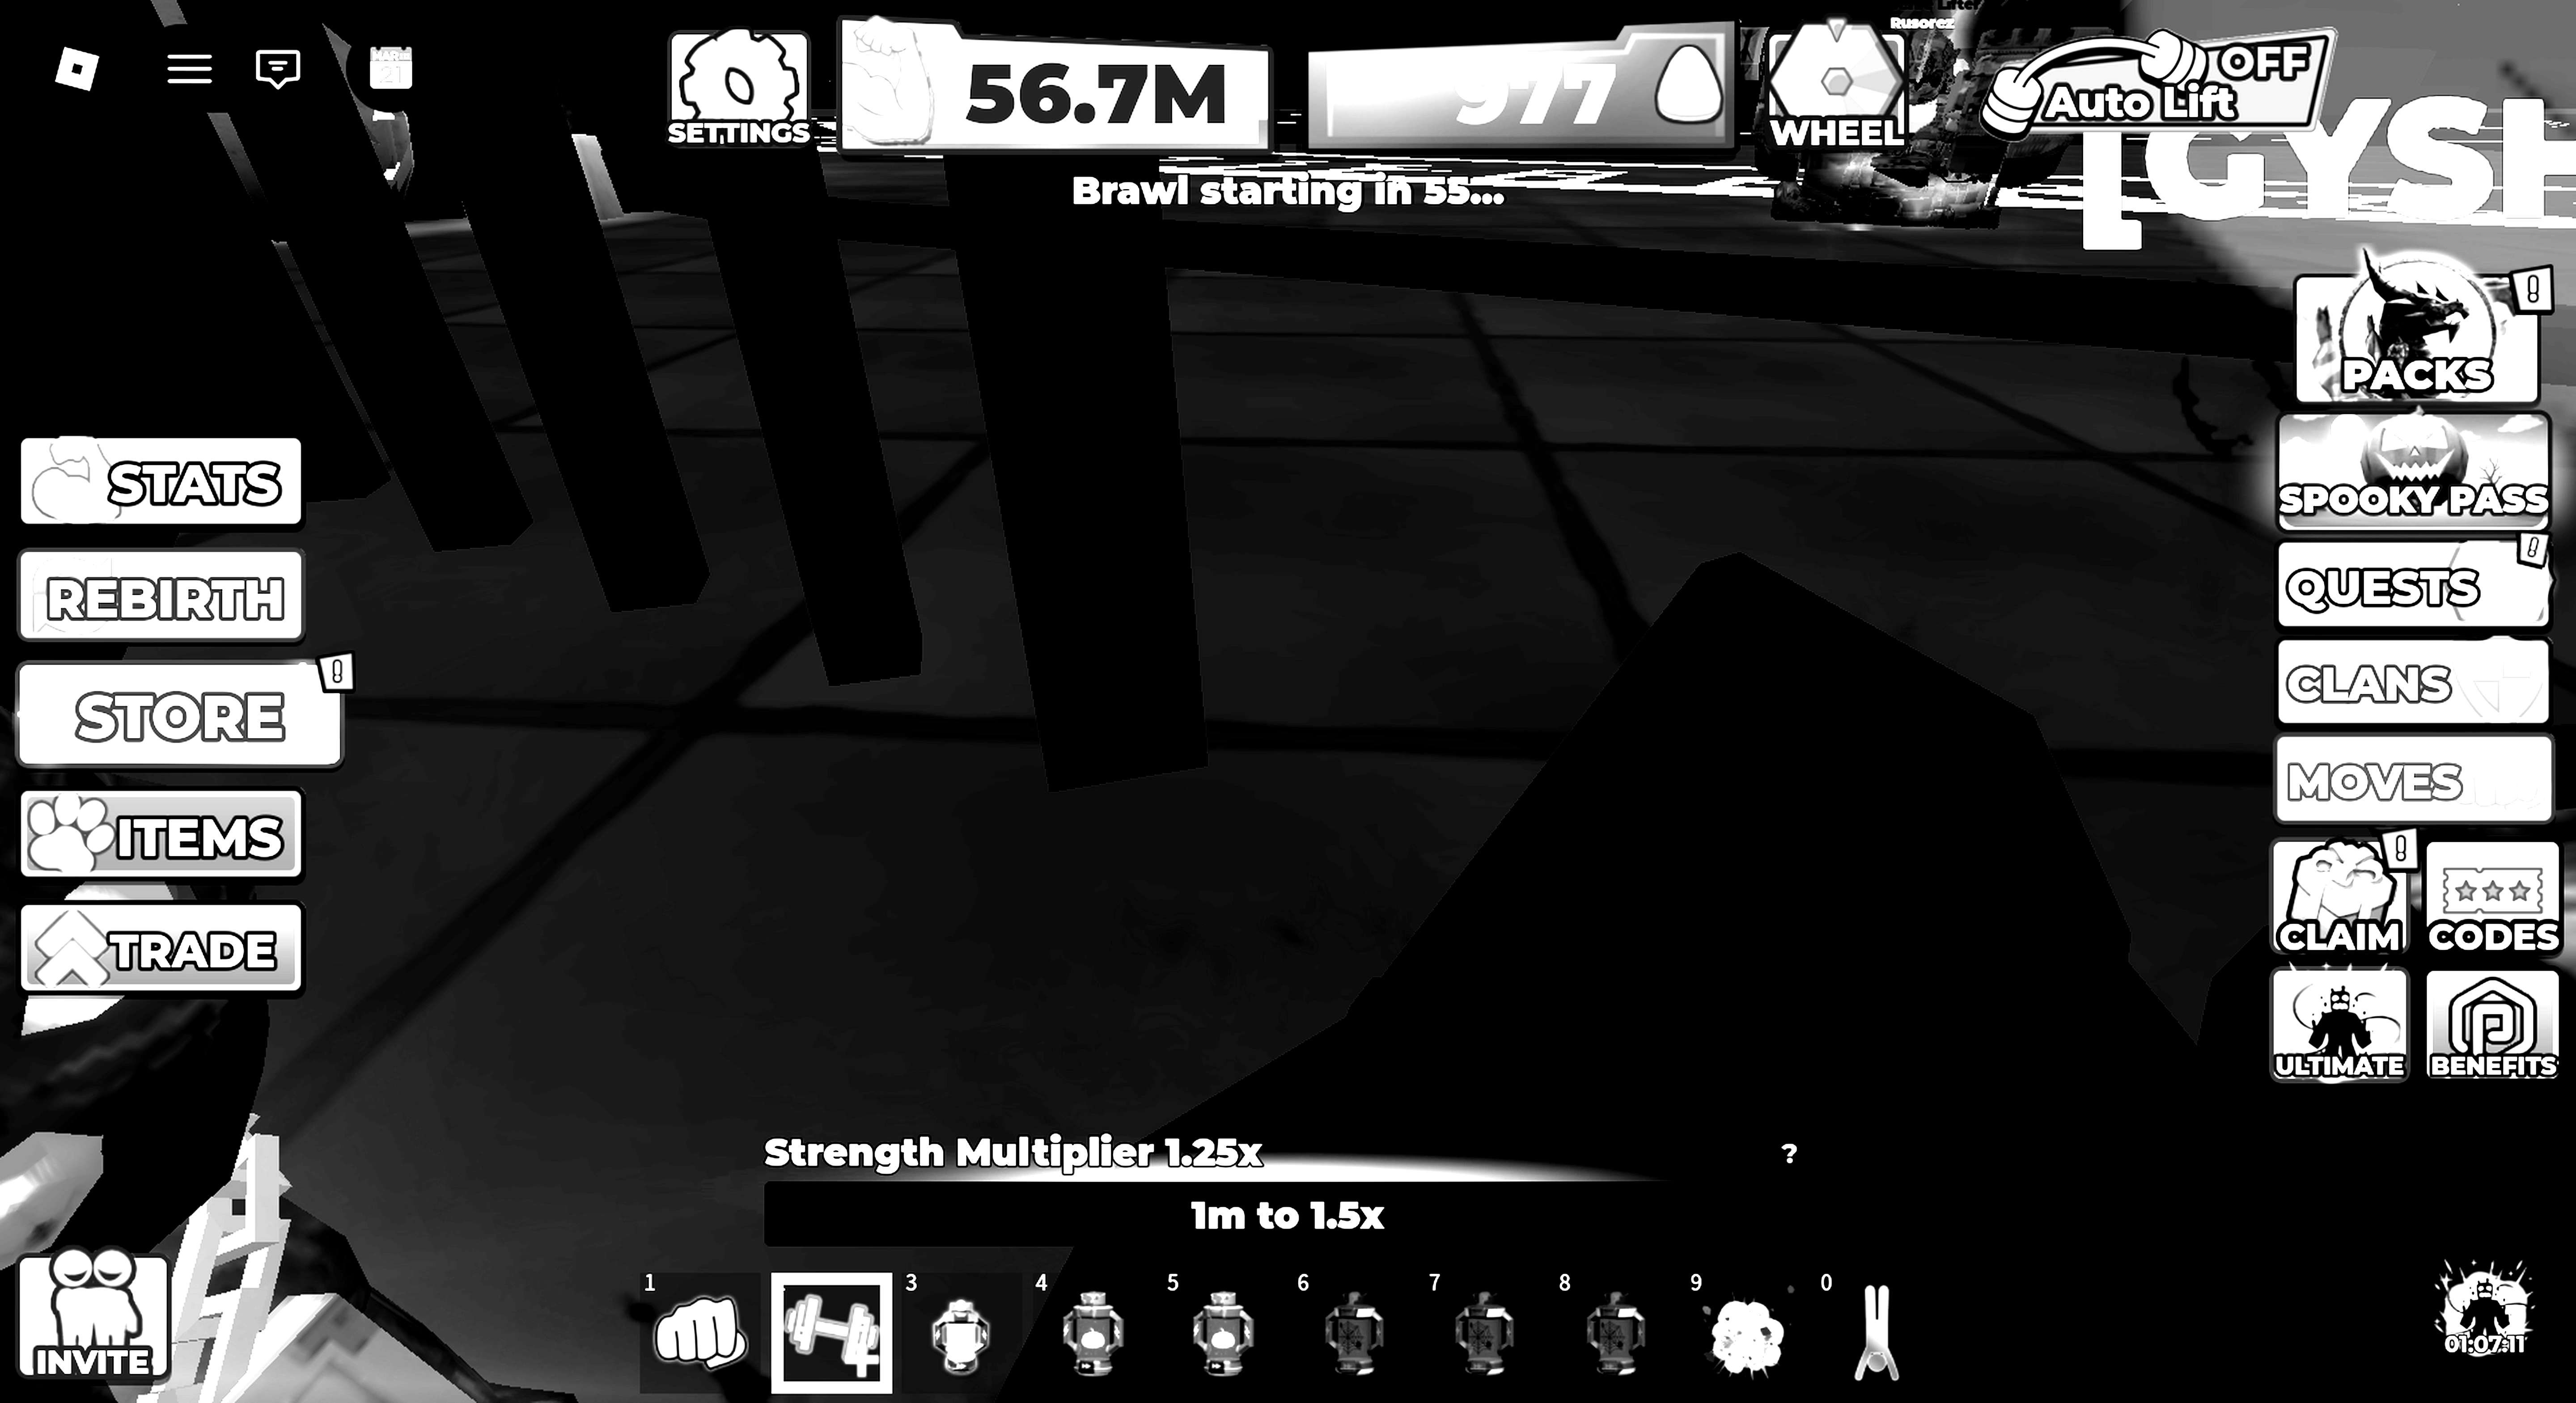 Rusorez
SETTINGS
56.7M
977
WHEEL
OFF
Auto Lift
[GYSH
Brawl starting in 55...
PACKS
SPOOKY PASS
STATS
QUESTS
REBIRTH
CLANS
STORE
MOVES
ITEMS
CLAIM
CODES
TRADE
ULTIMATE
BENEFITS
Strength Multiplier 1.25x
?
1m to 1.5x
INVITE
1
3
4
5
6
7
8
9
0
01:07:11